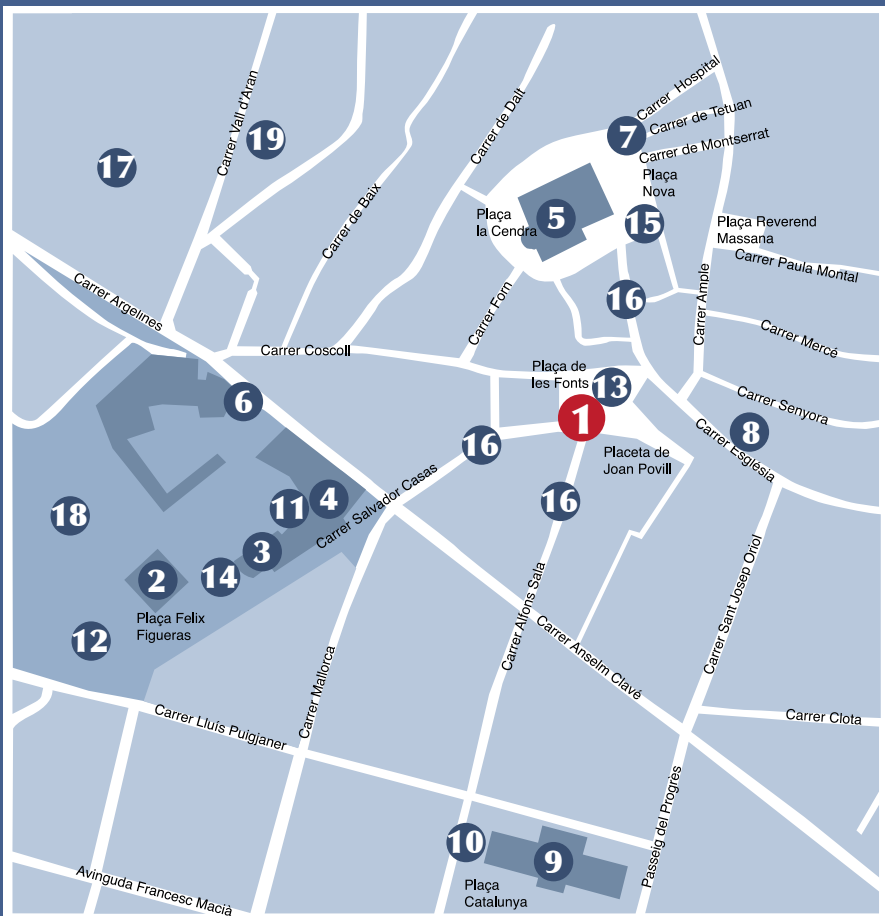 Carrer Hospital
Carrer de Tetuan
7
Carrer de Montserrat
Plaça
Nova
Carrer Vall d'Aran
19
17
Carrer de Dalt
Carrer de Baix
Plaça
la Cendra
5
15
Plaça Reverend
Massana
Carrer Paula Montal
Carrer Argelines
Carrer Forn
16
Carrer Ample
Carrer Mercé
Carrer Coscoll
Plaça de
les Fonts
13
6
1
Carrer Senyora
8
Carrer Església
16
Placeta de
Joan Povill
Carrer Salvador Casas
4
11
16
18
3
14
2
Plaça Felix
Figueras
12
Carrer Alfons Sala
Carrer Sant Josep Oriol
Carrer Anselm Clavé
Carrer Mallorca
Carrer Lluís Puigjaner
Carrer Clota
Passeig del Progrès
10
9
Plaça
Catalunya
Avinguda Francesc Macià